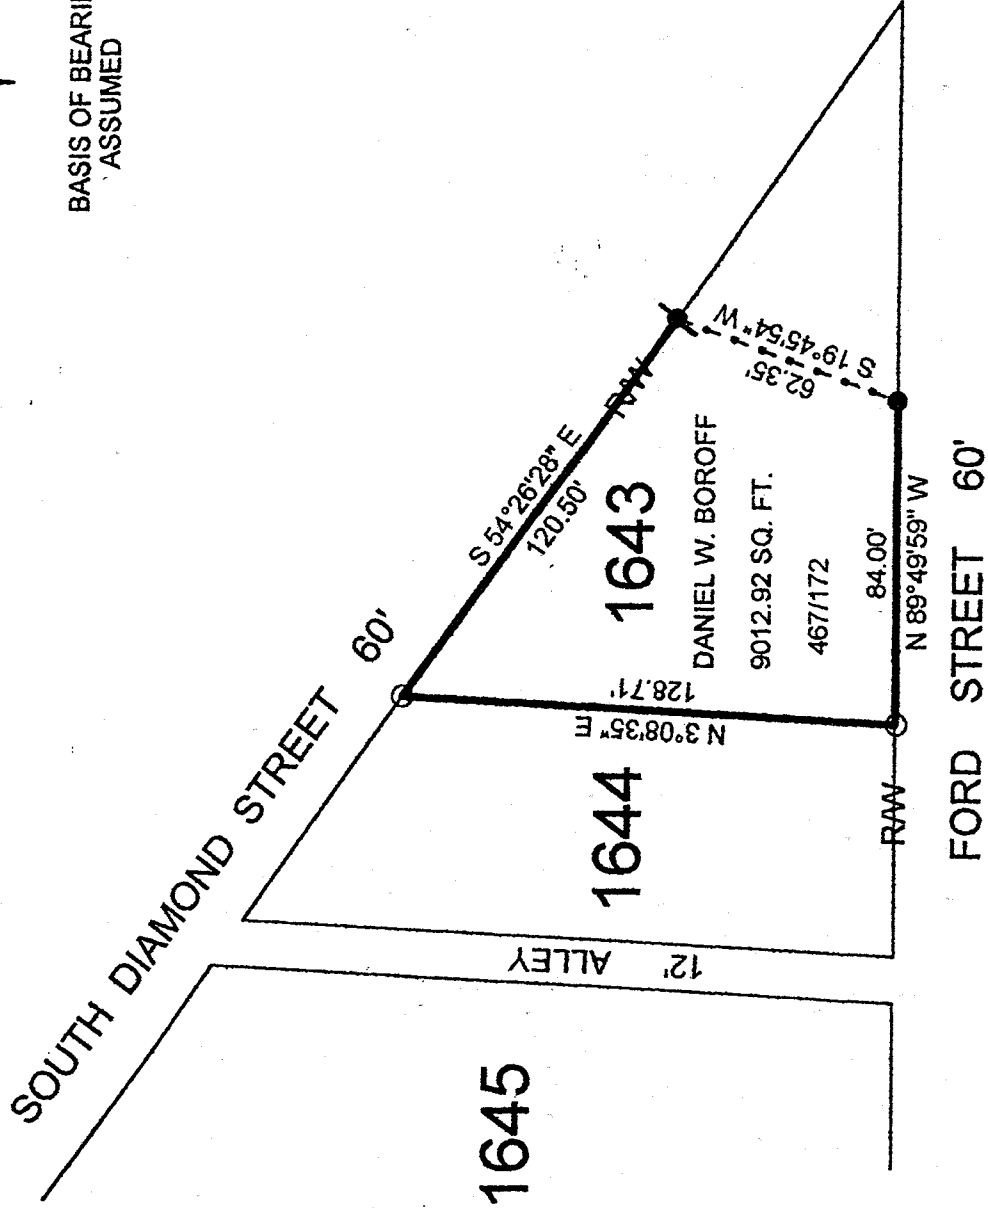 BASIS OF
ASSUMED
SOUTH DIAMOND STREET 60'
S 54°26'28" E
120.50'
R/W
S 19°45'54" W
62.35'
1643
DANIEL W. BOROFF
9012.92 SQ. FT.
467/172
84.00'
N 89°49'59" W
128.71'
N 3°08'35" E
1644
R/W
FORD STREET 60'
12' ALLEY
1645